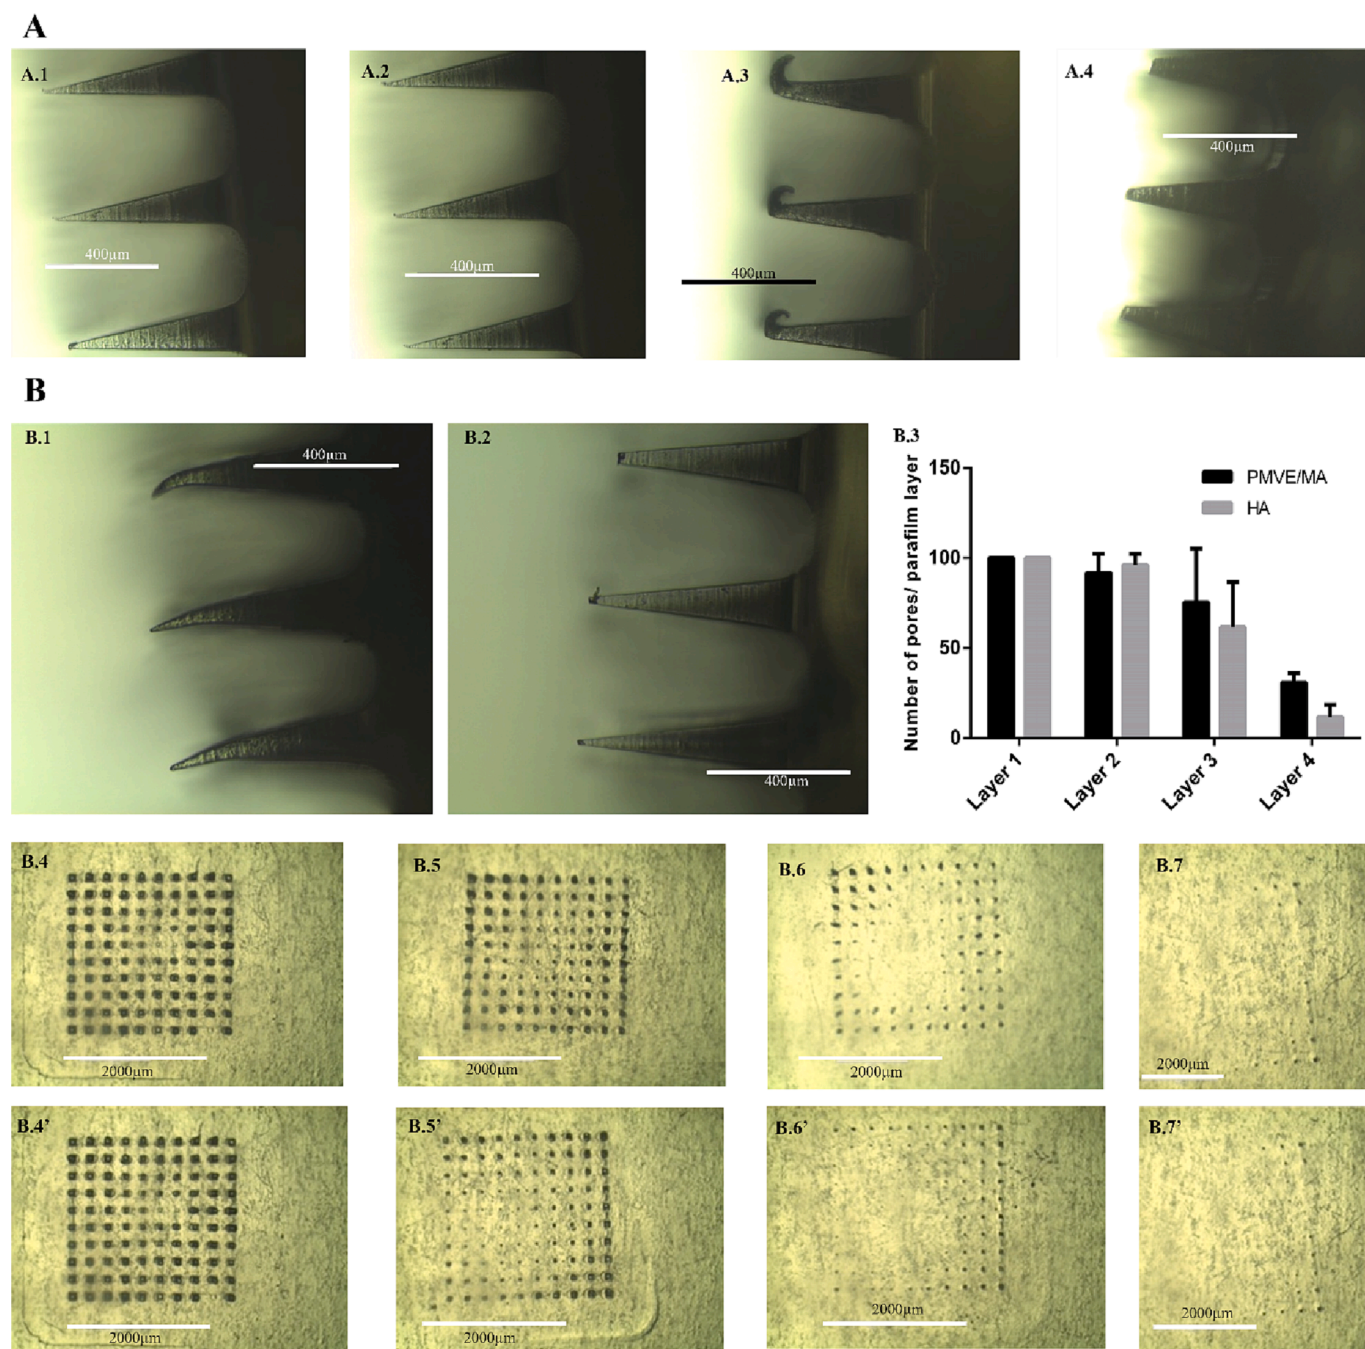 A
A.1
A.2
A.3
A.4
400µm
400µm
400µm
400µm
B
B.1
B.2
B.3
400µm
400µm
150
100
50
0
Number of pores/ parafilm layer
PMVE/MA
HA
Layer 1
Layer 2
Layer 3
Layer 4
B.4
B.5
B.6
B.7
2000µm
2000µm
2000µm
2000µm
B.4'
B.5'
B.6'
B.7'
2000µm
2000µm
2000µm
2000µm